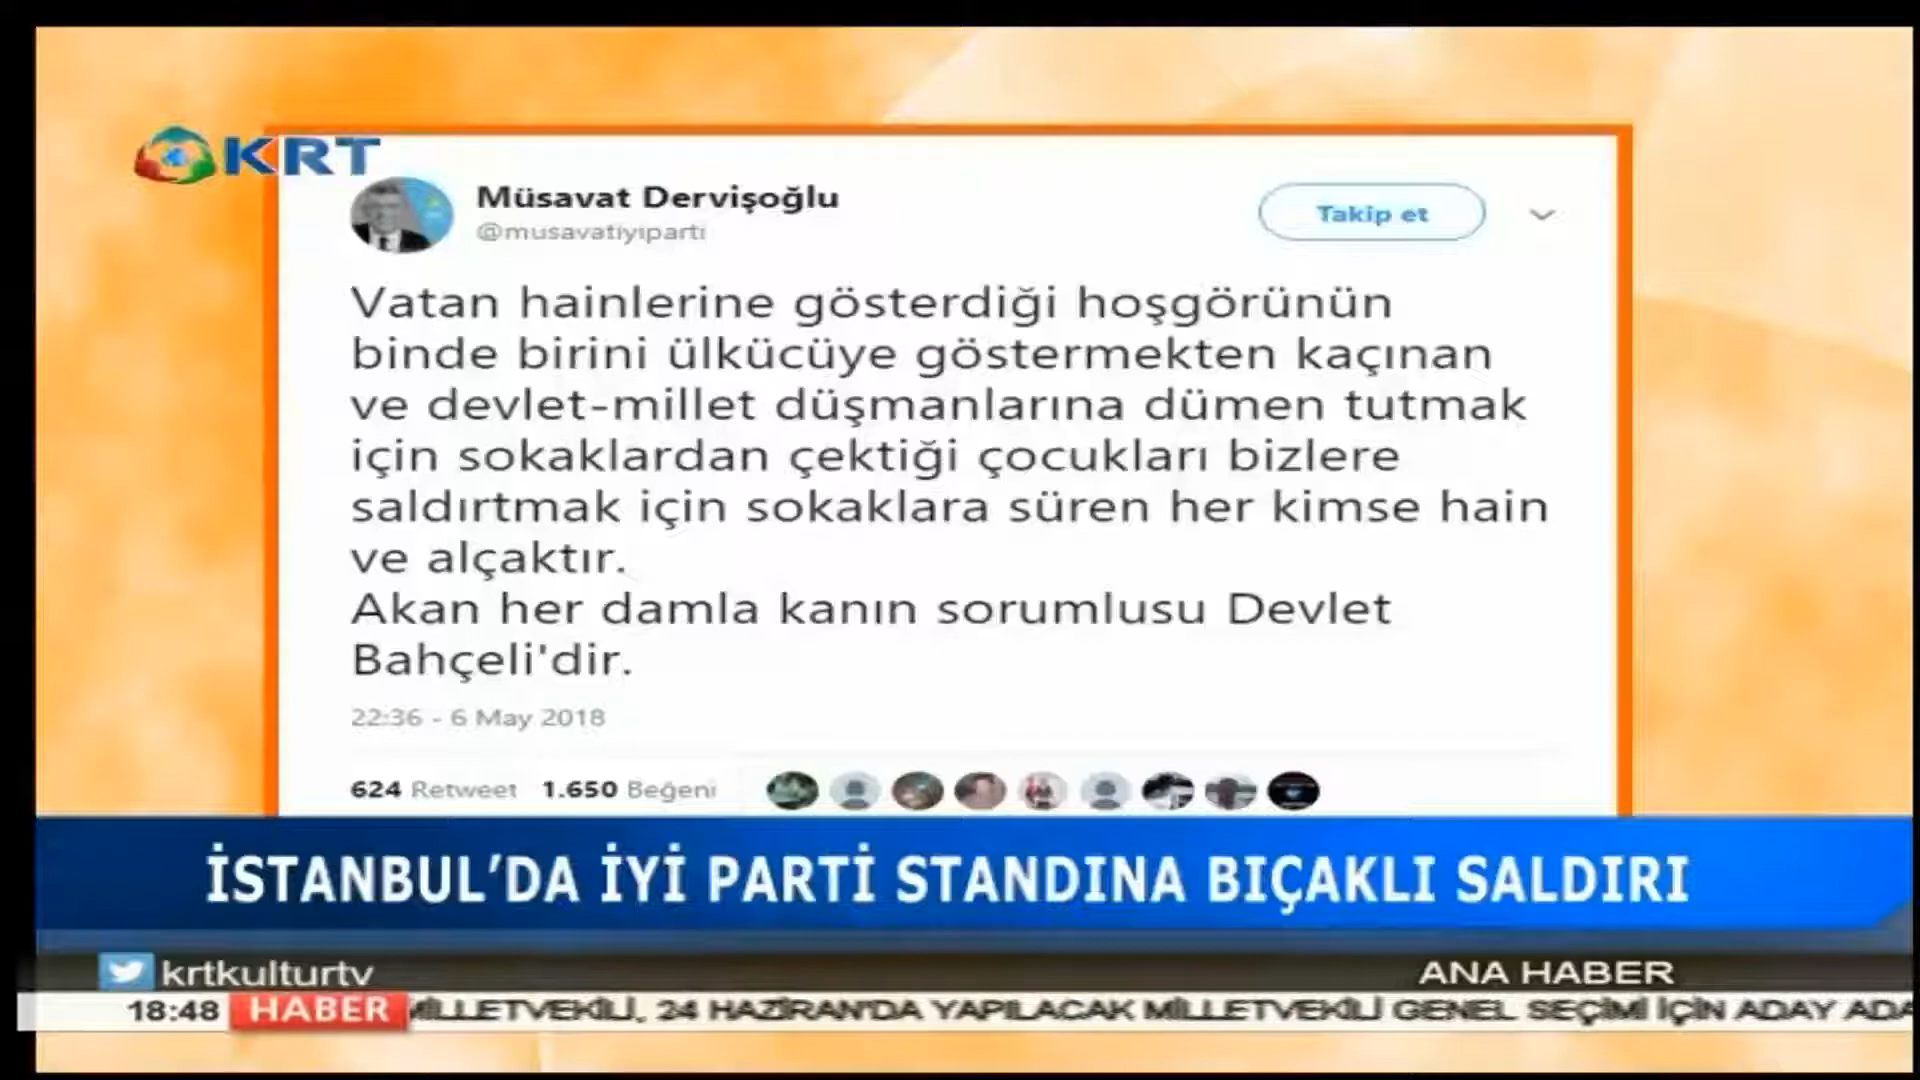 KRT
Müsavat Dervişoğlu
@musavatiyiparti
Takip et
Vatan hainlerine gösterdiği hoşgörünün
binde birini ülkücüye göstermekten kaçınan
ve devlet-millet düşmanlarına dümen tutmak
için sokaklardan çektiği çocukları bizlere
saldırtmak için sokaklara süren her kimse hain
ve alçaktır.
Akan her damla kanın sorumlusu Devlet
Bahçeli'dir.
22:36 - 6 May 2018
624 Retweet 1.650 Beğeni
İSTANBUL'DA İYİ PARTİ STANDINA BIÇAKLI SALDIRI
krtkulturtv
ANA HABER
18:48 HABER MİLLETVEKİLİ, 24 HAZİRAN'DA YAPILACAK MİLLETVEKİLİ GENEL SEÇİMİ İÇİN ADAY ADA